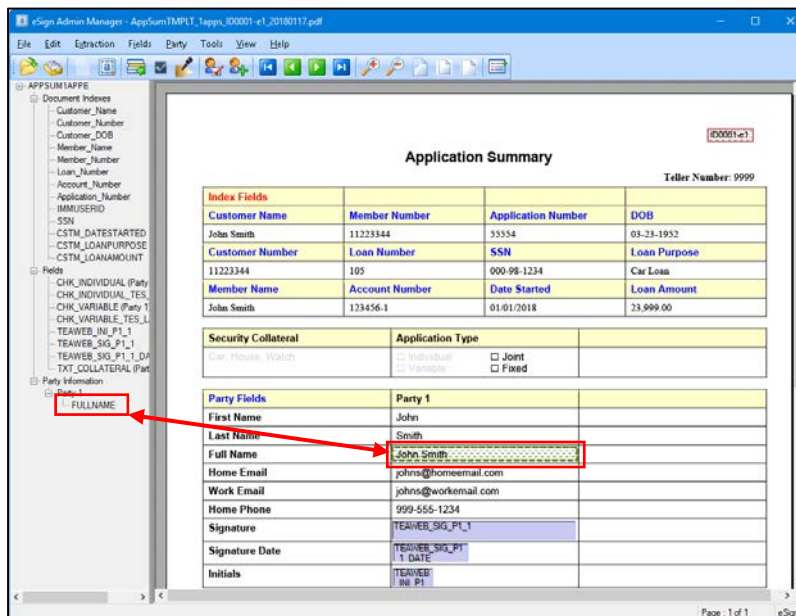 eSign Admin Manager - AppSumTMPLT_1apps_ID0001-e1_20180117.pdf
File Edit Extraction Fields Party Tools View Help
APPSUM1APPE
Document Indexes
Customer_Name
Customer_Number
Customer_DOB
Member_Name
Member_Number
Loan_Number
Account_Number
Application_Number
IMMUSERID
SSN
CSTM_DATESTARTED
CSTM_LOANPURPOSE
CSTM_LOANAMOUNT
Fields
CHK_INDIVIDUAL (Party
CHK_INDIVIDUAL_TES_
CHK_VARIABLE (Party 1
CHK_VARIABLE_TES_L
TEAWEB_INI_P1_1
TEAWEB_SIG_P1_1
TEAWEB_SIG_P1_1_DA
TXT_COLLATERAL (Part
Party Information
Party 1
FULLNAME
ID0001-e1
Application Summary
Teller Number: 9999
Index Fields
Customer Name Member Number Application Number DOB
John Smith 11223344 55554 03-23-1952
Customer Number Loan Number SSN Loan Purpose
11223344 105 000-98-1234 Car Loan
Member Name Account Number Date Started Loan Amount
John Smith 123456-1 01/01/2018 23,999.00
Security Collateral Application Type
Car, House, Watch Individual Joint
Variable Fixed
Party Fields Party 1
First Name John
Last Name Smith
Full Name John Smith
Home Email johns@homeemail.com
Work Email johns@workemail.com
Home Phone 999-555-1234
Signature TEAWEB_SIG_P1_1
Signature Date TEAWEB_SIG_P1
_1_DATE
Initials TEAWEB
_INI_P1
Page : 1 of 1 eSig